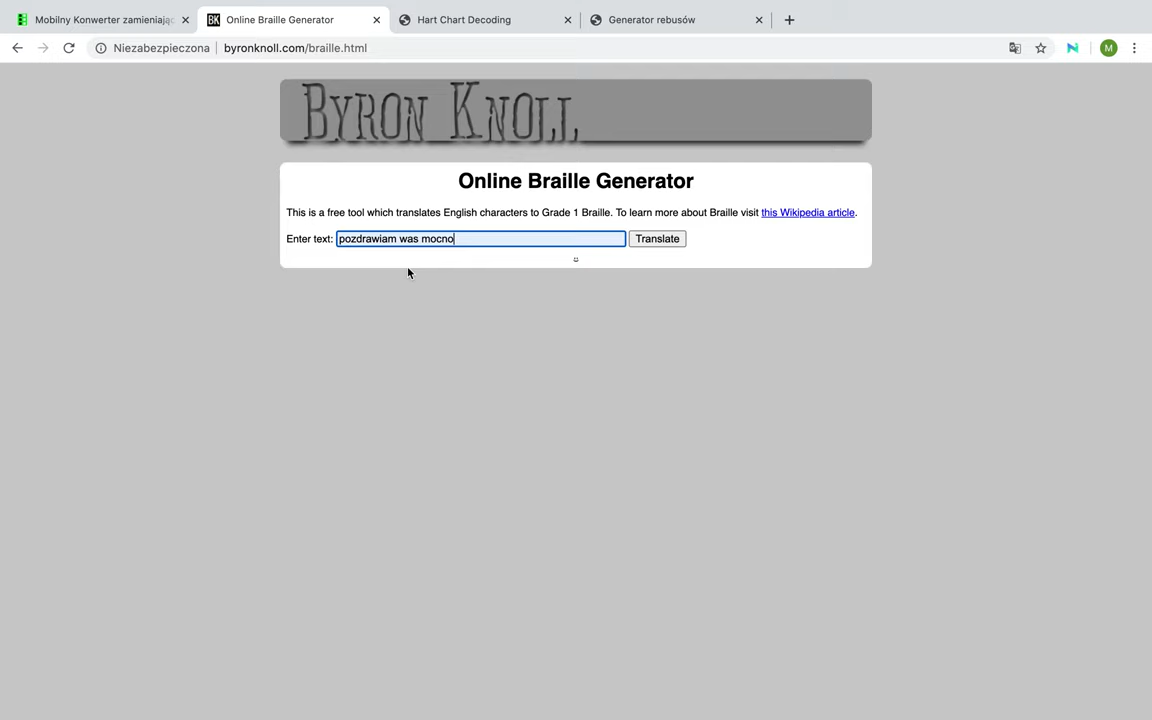 Mobilny Konwerter zamieniając
BK Online Braille Generator
Hart Chart Decoding
Generator rebusów
Niezabezpieczona
byronknoll.com/braille.html
M
Byron Knoll
Online Braille Generator
This is a free tool which translates English characters to Grade 1 Braille. To learn more about Braille visit this Wikipedia article.
Enter text: pozdrawiam was mocno Translate